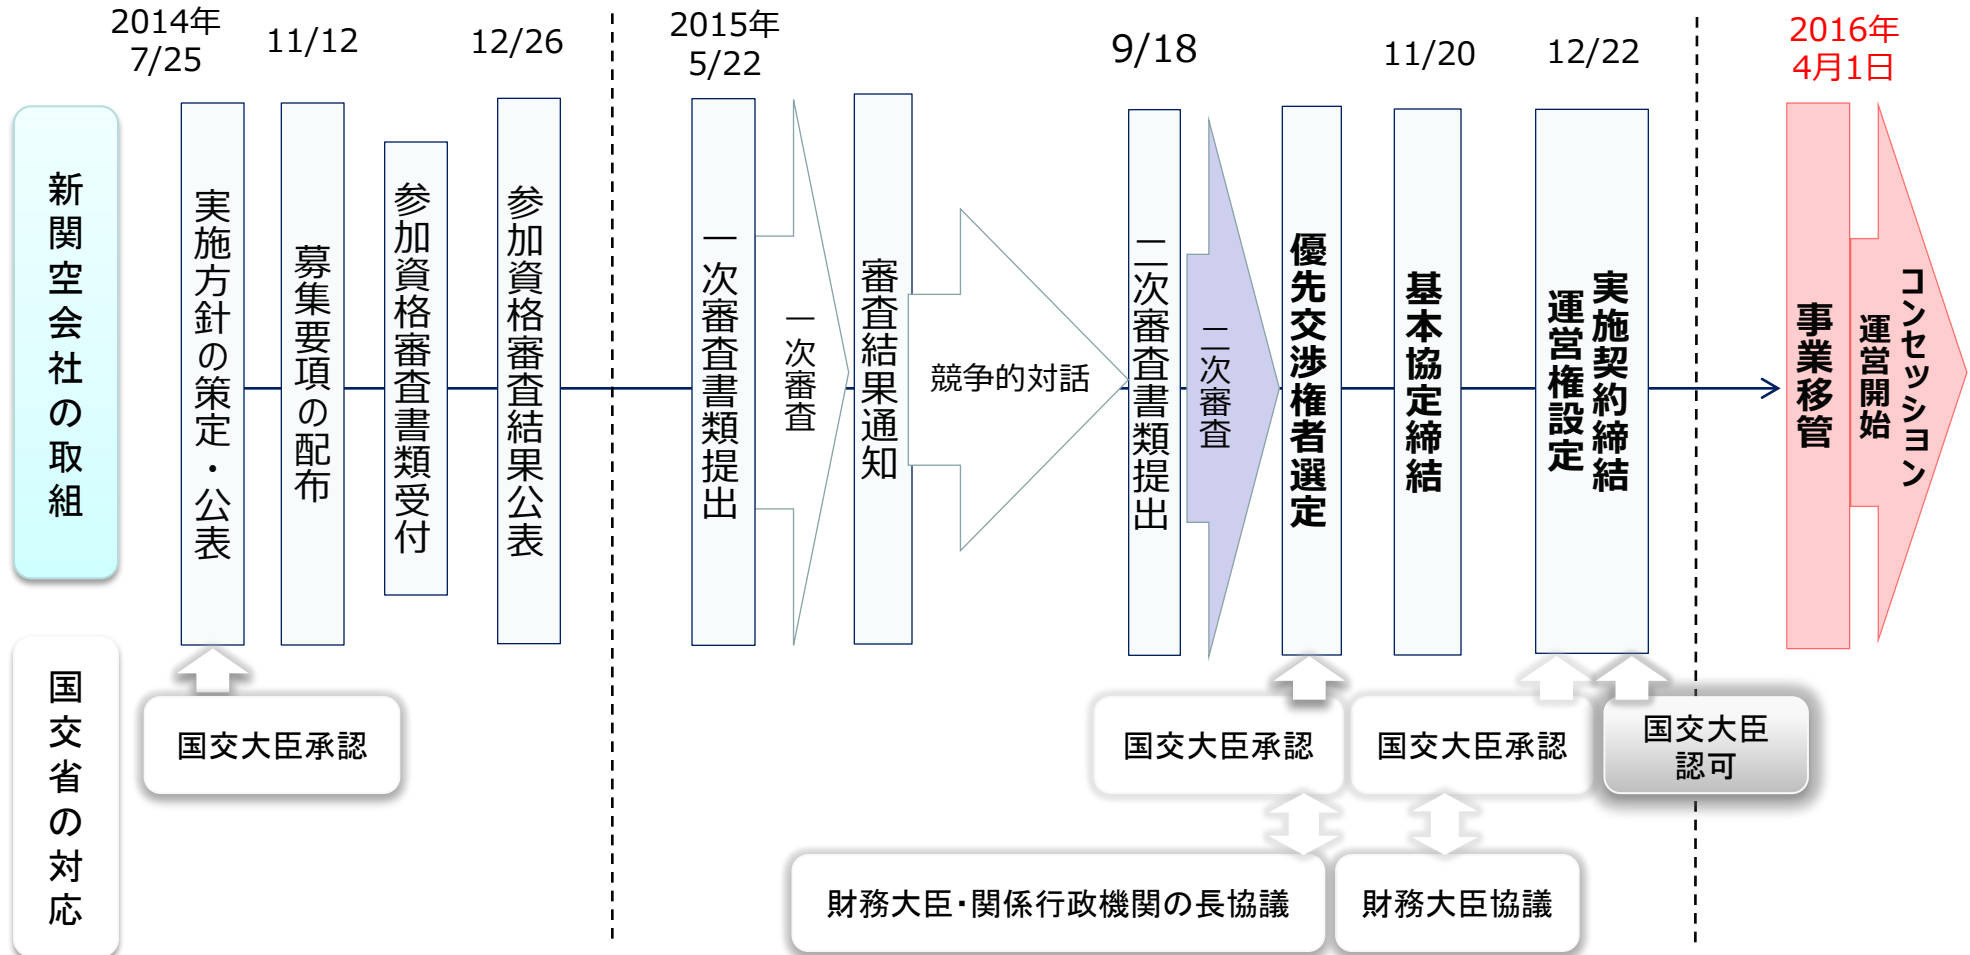 2014年
7/25
11/12
12/26
2015年
5/22
9/18
11/20
12/22
2016年
4月1日
新関空会社の取組
実施方針の策定・公表
募集要項の配布
参加資格審査書類受付
参加資格審査結果公表
一次審査書類提出
一次審査
審査結果通知
競争的対話
二次審査書類提出
二次審査
優先交渉権者選定
基本協定締結
実施契約締結
運営権設定
事業移管
コンセッション
運営開始
国交省の対応
国交大臣承認
国交大臣承認
国交大臣承認
国交大臣
認可
財務大臣・関係行政機関の長協議
財務大臣協議